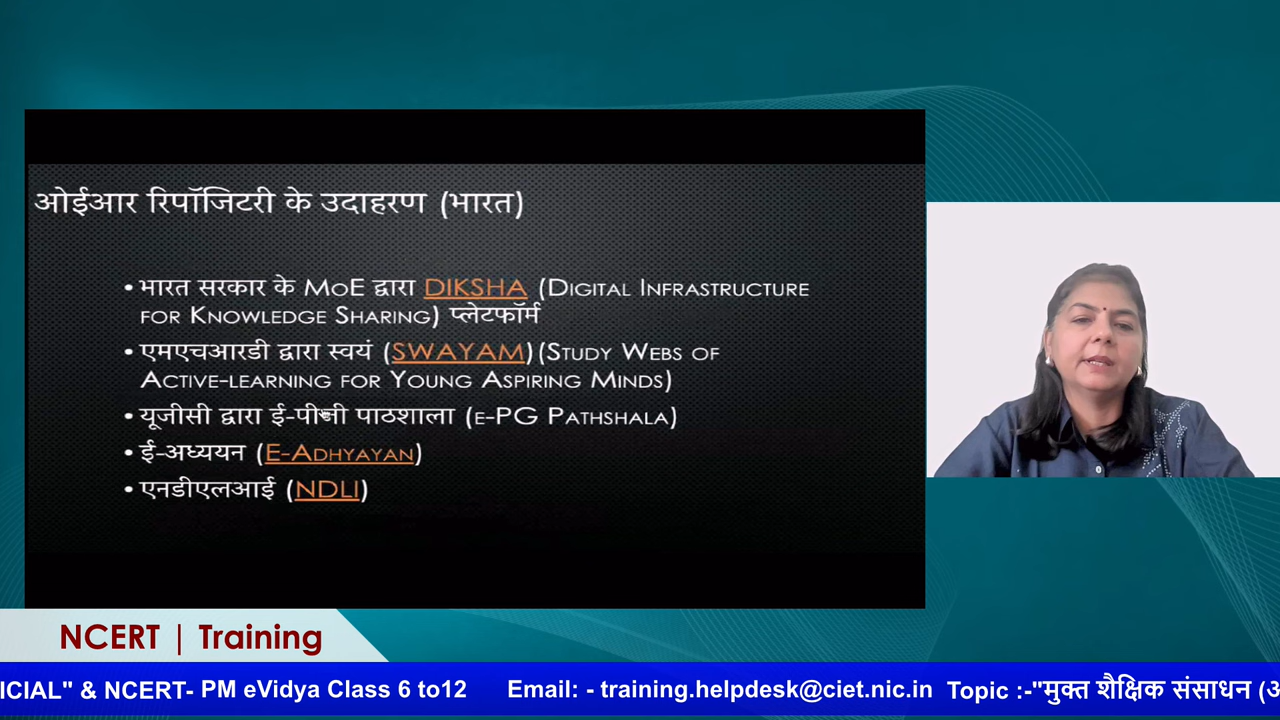 ओईआर रिपॉजिटरी के उदाहरण (भारत)
• भारत सरकार के MoE द्वारा DIKSHA (Digital Infrastructure
for Knowledge Sharing) प्लेटफॉर्म
• एमएचआरडी द्वारा स्वयं (SWAYAM)(Study Webs of
Active-learning for Young Aspiring Minds)
• यूजीसी द्वारा ई-पीजी पाठशाला (e-PG Pathshala)
• ई-अध्ययन (E-Adhyayan)
• एनडीएलआई (NDLI)
NCERT | Training
ICIAL" & NCERT- PM eVidya Class 6 to12 Email: - training.helpdesk@ciet.nic.in Topic :-"मुक्त शैक्षिक संसाधन (